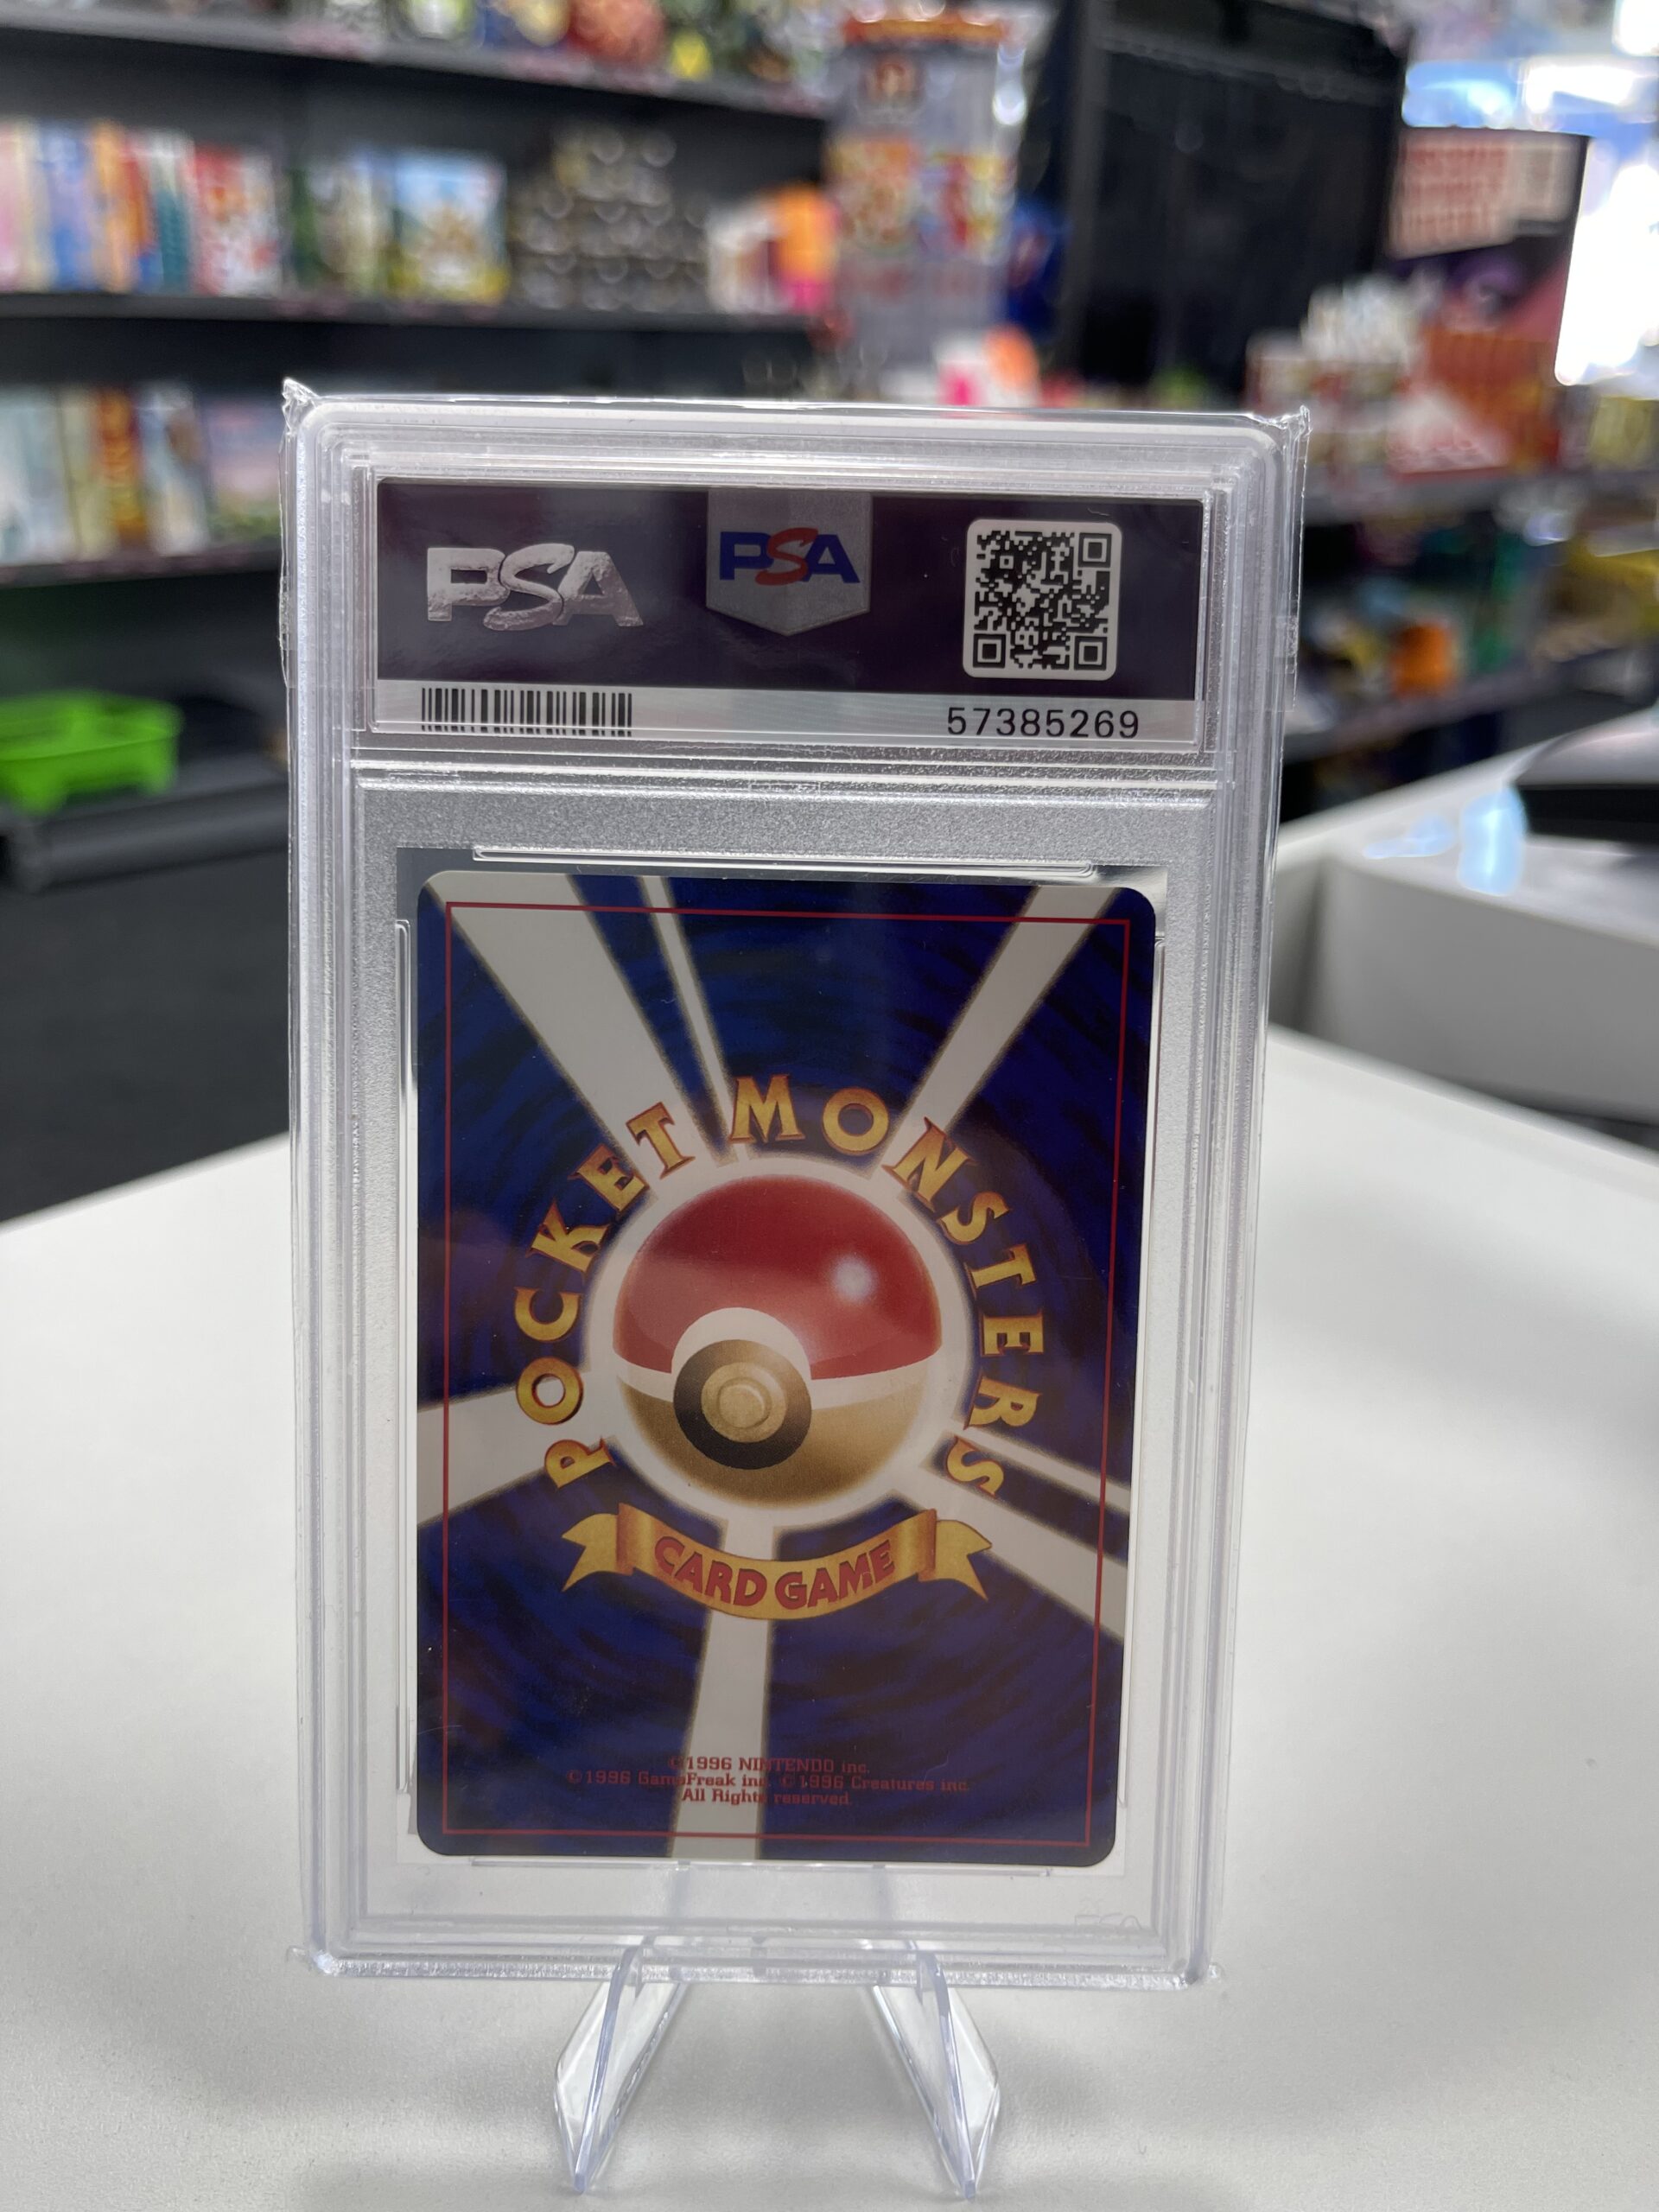 PSA
PSA
57385269
POCKET MONSTERS
CARD GAME
©1996 NINTENDO inc.
©1996 GameFreak inc. ©1996 Creatures inc.
All Rights reserved.
PSA